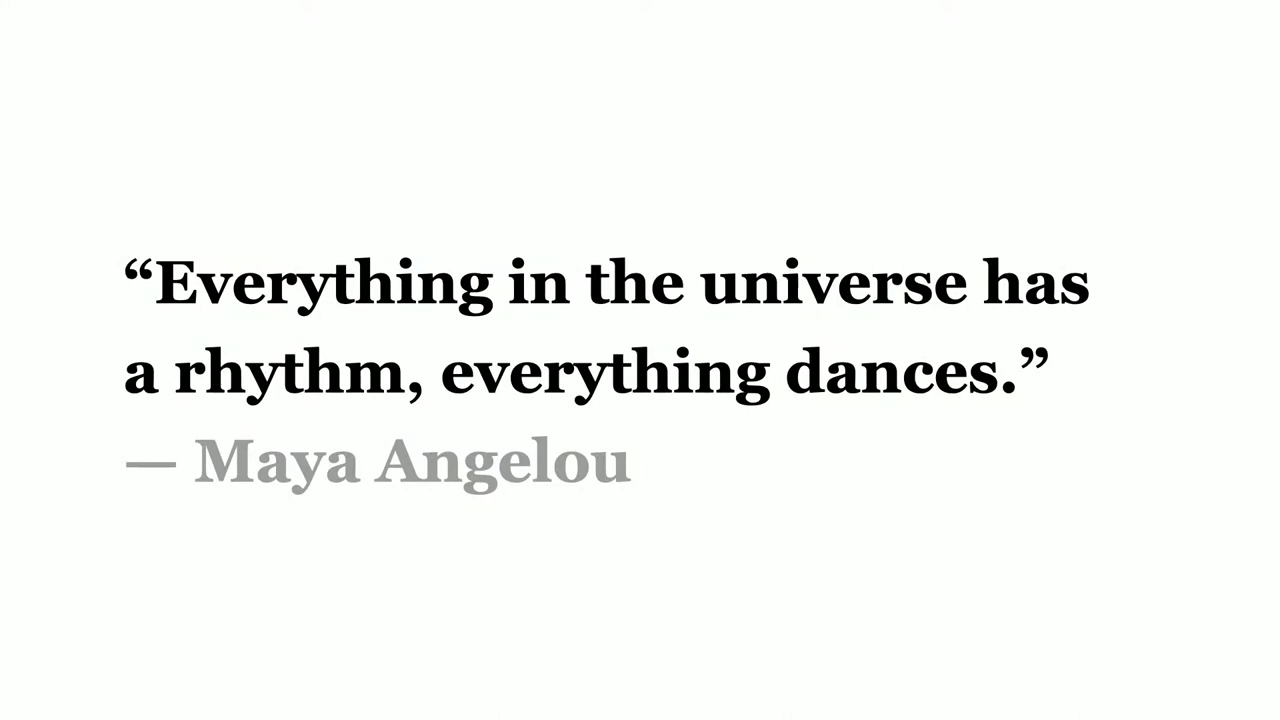 “Everything in the universe has
a rhythm, everything dances.”
— Maya Angelou